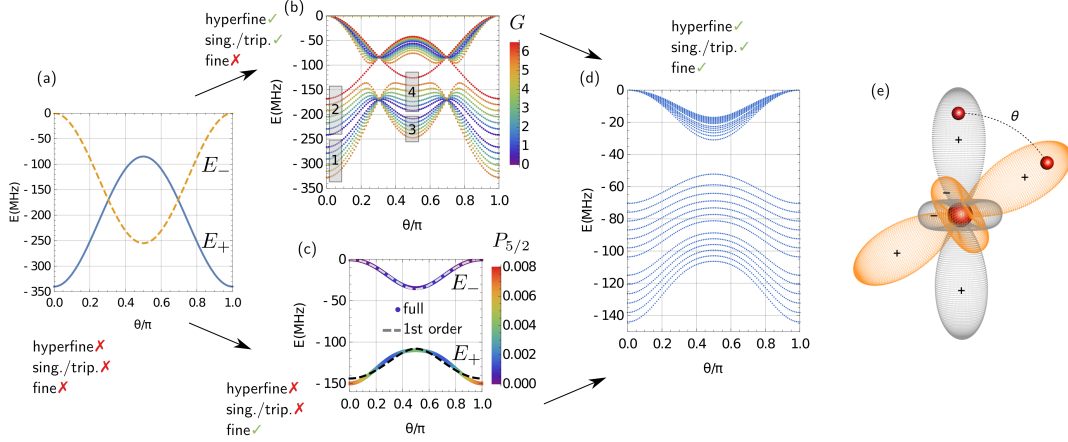 hyperfine✓
sing./trip.✓
fine✗
(a)
E(MHz)
0
-50
-100
-150
-200
-250
-300
350
E₋
E₊
0.0 0.2 0.4 0.6 0.8 1.0
θ/π
(b)
E(MHz)
0
- 50
- 100
- 150
- 200
- 250
- 300
- 350
1
2
3
4
0.0 0.2 0.4 0.6 0.8 1.0
θ/π
G
6
5
4
3
2
1
0
hyperfine✗
sing./trip.✗
fine✗
(c)
E(MHz)
0
-50
-100
-150
E₋
full
1st order
E₊
0.0 0.2 0.4 0.6 0.8 1.0
θ/π
P₅/₂
0.008
0.006
0.004
0.002
0.000
hyperfine✗
sing./trip.✗
fine✓
hyperfine✓
sing./trip.✓
fine✓
(d)
E(MHz)
0
- 20
- 40
- 60
- 80
- 100
- 120
- 140
0.0 0.2 0.4 0.6 0.8 1.0
θ/π
(e)
θ
+
+
−
−
+
+